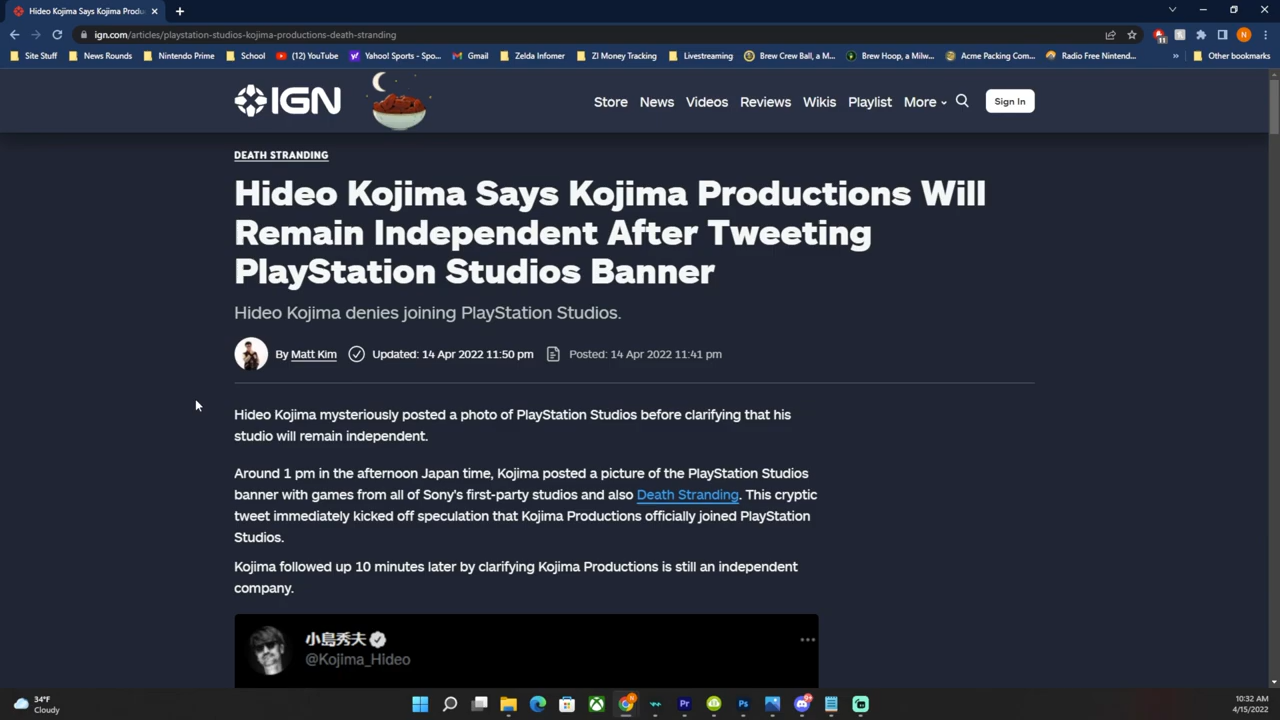 Hideo Kojima Says Kojima Produ
ign.com/articles/playstation-studios-kojima-productions-death-stranding
11
N
Site Stuff
News Rounds
Nintendo Prime
School
(12) YouTube
Yahoo! Sports - Spo...
Gmail
Zelda Infomer
ZI Money Tracking
Livestreaming
Brew Crew Ball, a M...
Brew Hoop, a Milw...
Acme Packing Com...
Radio Free Nintend...
»
Other bookmarks
IGN
Store
News
Videos
Reviews
Wikis
Playlist
More
Sign In
DEATH STRANDING
Hideo Kojima Says Kojima Productions Will
Remain Independent After Tweeting
PlayStation Studios Banner
Hideo Kojima denies joining PlayStation Studios.
By Matt Kim
Updated: 14 Apr 2022 11:50 pm
Posted: 14 Apr 2022 11:41 pm
Hideo Kojima mysteriously posted a photo of PlayStation Studios before clarifying that his
studio will remain independent.
Around 1 pm in the afternoon Japan time, Kojima posted a picture of the PlayStation Studios
banner with games from all of Sony's first-party studios and also Death Stranding. This cryptic
tweet immediately kicked off speculation that Kojima Productions officially joined PlayStation
Studios.
Kojima followed up 10 minutes later by clarifying Kojima Productions is still an independent
company.
小島秀夫
@Kojima_Hideo
34°F
Cloudy
Pr
Ps
10:32 AM
4/15/2022